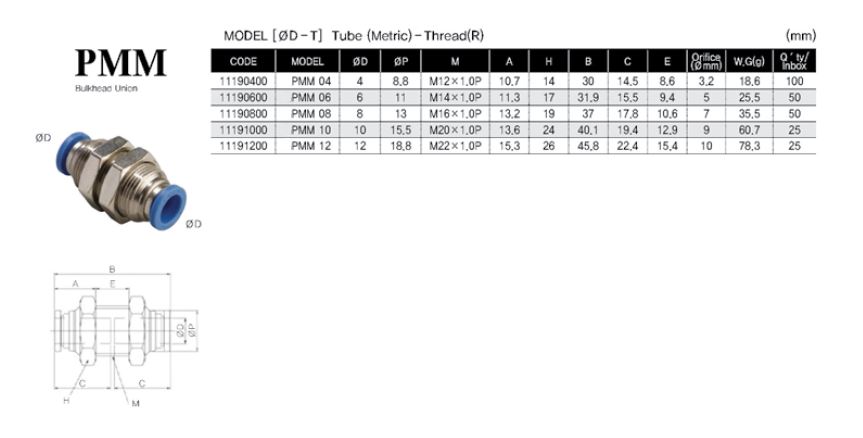 MODEL [ØD-T] Tube (Metric)-Thread(R) (mm)
PMM
Bulkhead Union
CODE MODEL ØD ØP M A H B C E Orifice (Ømm) W.G(g) Q´ty/Inbox
11190400 PMM 04 4 8,8 M12×1,0P 10,7 14 30 14,5 8,6 3,2 18,6 100
11190600 PMM 06 6 11 M14×1,0P 11,3 17 31,9 15,5 9,4 5 25,5 50
11190800 PMM 08 8 13 M16×1,0P 13,2 19 37 17,8 10,6 7 35,5 50
11191000 PMM 10 10 15,5 M20×1,0P 13,6 24 40,1 19,4 12,9 9 60,7 25
11191200 PMM 12 12 18,8 M22×1,0P 15,3 26 45,8 22,4 15,4 10 78,3 25
ØD
ØD
B
A E
ØD ØP
C C
H M